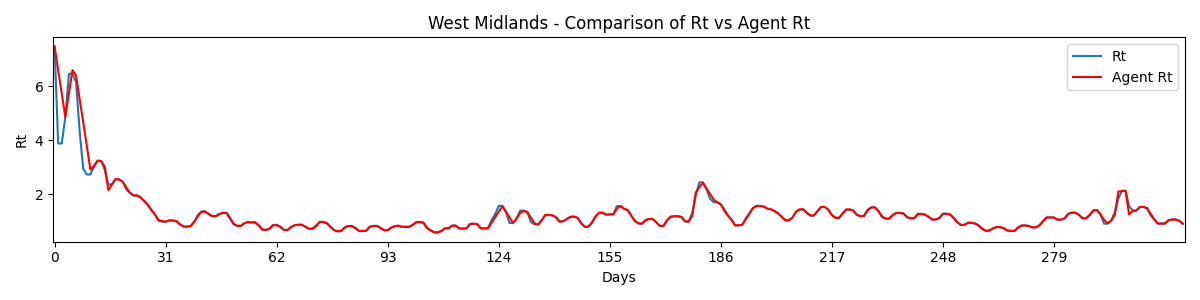 West Midlands - Comparison of Rt vs Agent Rt
Rt
Agent Rt
Rt
6
4
2
0 31 62 93 124 155 186 217 248 279
Days